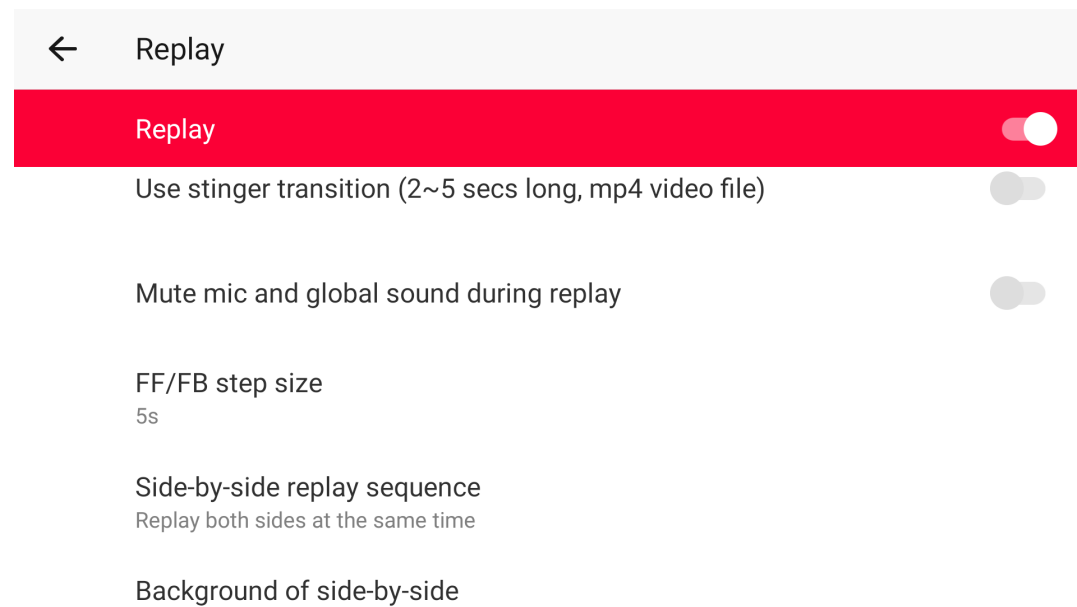 Replay
Replay
Use stinger transition (2~5 secs long, mp4 video file)
Mute mic and global sound during replay
FF/FB step size
5s
Side-by-side replay sequence
Replay both sides at the same time
Background of side-by-side